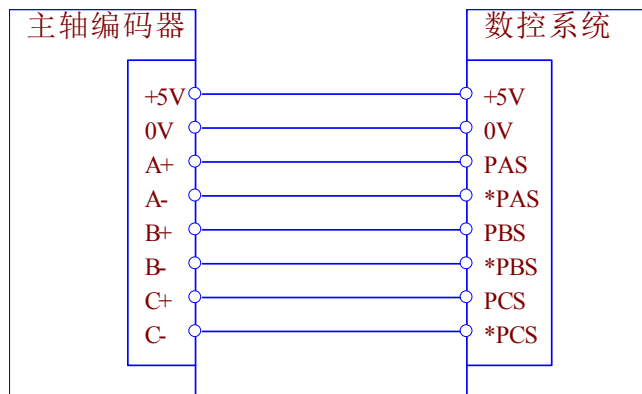 主轴编码器 数控系统
+5V +5V
0V 0V
A+ PAS
A- *PAS
B+ PBS
B- *PBS
C+ PCS
C- *PCS